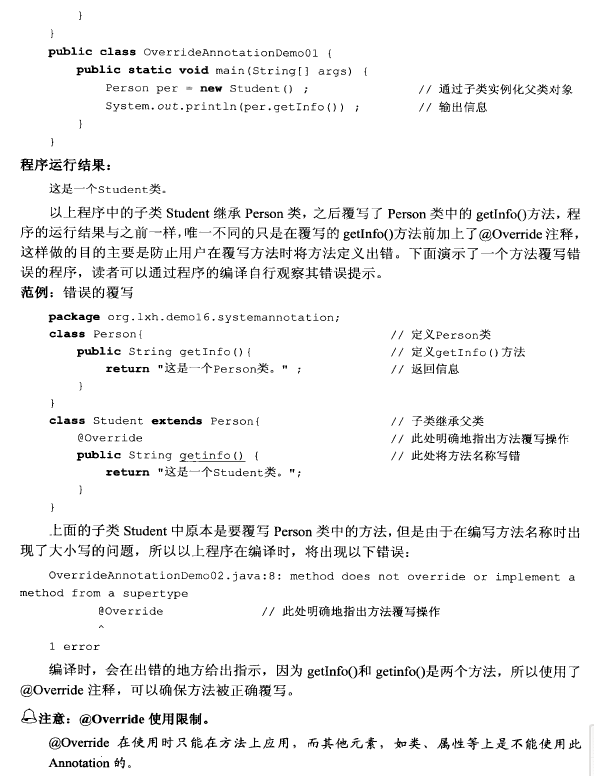 }
}
public class OverrideAnnotationDemo01 {
public static void main(String[] args) {
Person per = new Student() ; // 通过子类实例化父类对象
System.out.println(per.getInfo()) ; // 输出信息
}
}
程序运行结果：
这是一个Student类。
以上程序中的子类 Student 继承 Person 类，之后覆写了 Person 类中的 getInfo()方法，程
序的运行结果与之前一样，唯一不同的只是在覆写的 getInfo()方法前加上了@Override 注释，
这样做的目的主要是防止用户在覆写方法时将方法定义出错。下面演示了一个方法覆写错
误的程序，读者可以通过程序的编译自行观察其错误提示。
范例：错误的覆写
package org.lxh.demo16.systemannotation;
class Person{ // 定义Person类
public String getInfo(){ // 定义getInfo()方法
return "这是一个Person类。" ; // 返回信息
}
}
class Student extends Person{ // 子类继承父类
@Override // 此处明确地指出方法覆写操作
public String getinfo() { // 此处将方法名称写错
return "这是一个Student类。";
}
}
上面的子类 Student 中原本是要覆写 Person 类中的方法，但是由于在编写方法名称时出
现了大小写的问题，所以以上程序在编译时，将出现以下错误：
OverrideAnnotationDemo02.java:8: method does not override or implement a
method from a supertype
@Override // 此处明确地指出方法覆写操作
^
1 error
编译时，会在出错的地方给出指示，因为 getInfo()和 getinfo()是两个方法，所以使用了
@Override 注释，可以确保方法被正确覆写。
注意：@Override 使用限制。
@Override 在使用时只能在方法上应用，而其他元素，如类、属性等上是不能使用此
Annotation 的。